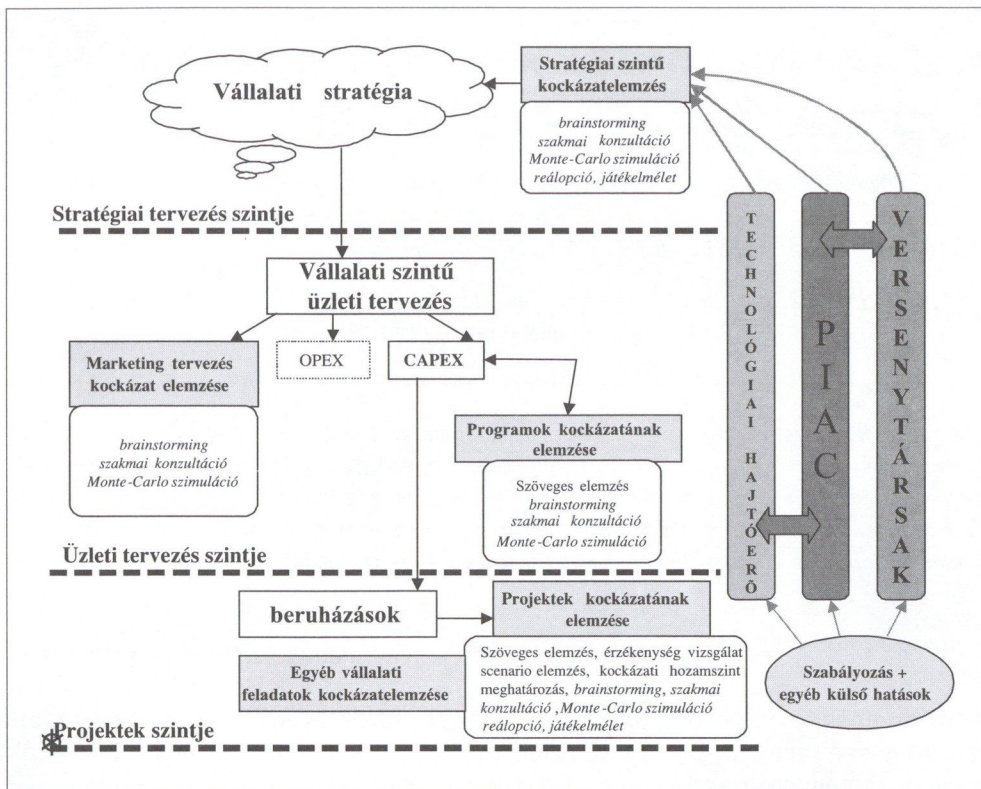 Vállalati stratégia
Stratégiai szintű
kockázatelemzés
brainstorming
szakmai konzultáció
Monte-Carlo szimuláció
reálopció, játékelmélet
Stratégiai tervezés szintje
Vállalati szintű
üzleti tervezés
Marketing tervezés
kockázat elemzése
OPEX
CAPEX
brainstorming
szakmai konzultáció
Monte-Carlo szimuláció
Programok kockázatának
elemzése
Szöveges elemzés
brainstorming
szakmai konzultáció
Monte-Carlo szimuláció
Üzleti tervezés szintje
beruházások
Projektek kockázatának
elemzése
Egyéb vállalati
feladatok kockázatelemzése
Szöveges elemzés, érzékenység vizsgálat
scenario elemzés, kockázati hozamszint
meghatározás, brainstorming, szakmai
konzultáció ,Monte-Carlo szimuláció
reálopció, játékelmélet
Projektek szintje
TECHNOLÓGIAI HAJTÓERÕ
PIAC
VERSENYTÁRSAK
Szabályozás +
egyéb külső hatások